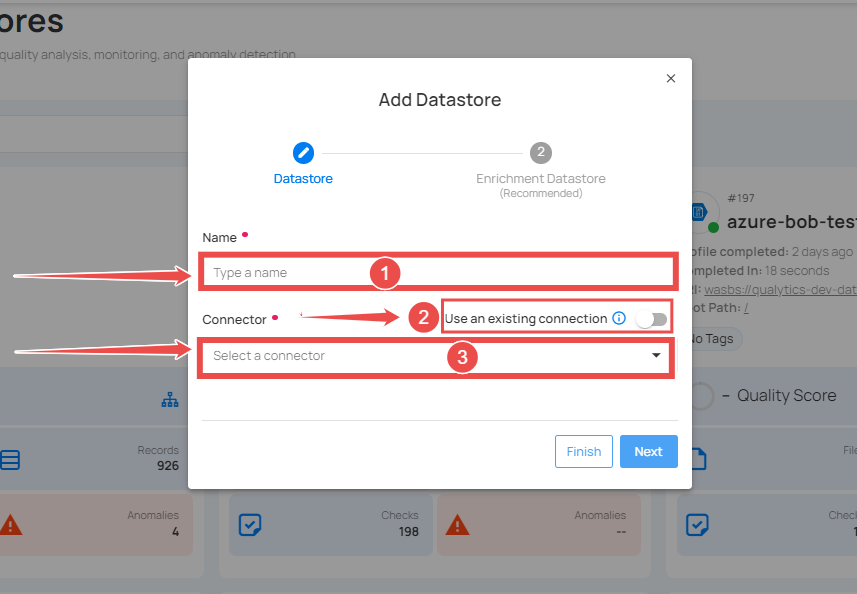 ores
quality analysis, monitoring, and anomaly detection
Add Datastore
2
Datastore
Enrichment Datastore
(Recommended)
#197
azure-bob-tes
ofile completed: 2 days ago
mpleted In: 18 seconds
RI: wasbs://qualytics-dev-dat
ot Path: /
No Tags
Name
Type a name
1
Connector
2
Use an existing connection
Select a connector
3
– Quality Score
Finish
Next
Records
926
File
Anomalies
4
Checks
198
Anomalies
--
Check